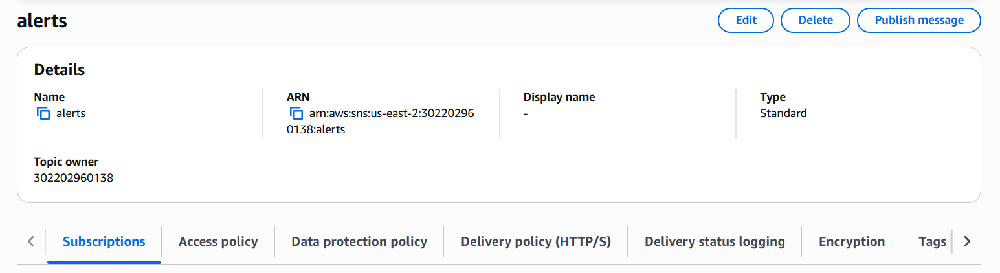 alerts
Edit
Delete
Publish message
Details
Name
alerts
ARN
arn:aws:sns:us-east-2:30220296
0138:alerts
Display name
-
Type
Standard
Topic owner
302202960138
Subscriptions
Access policy
Data protection policy
Delivery policy (HTTP/S)
Delivery status logging
Encryption
Tags